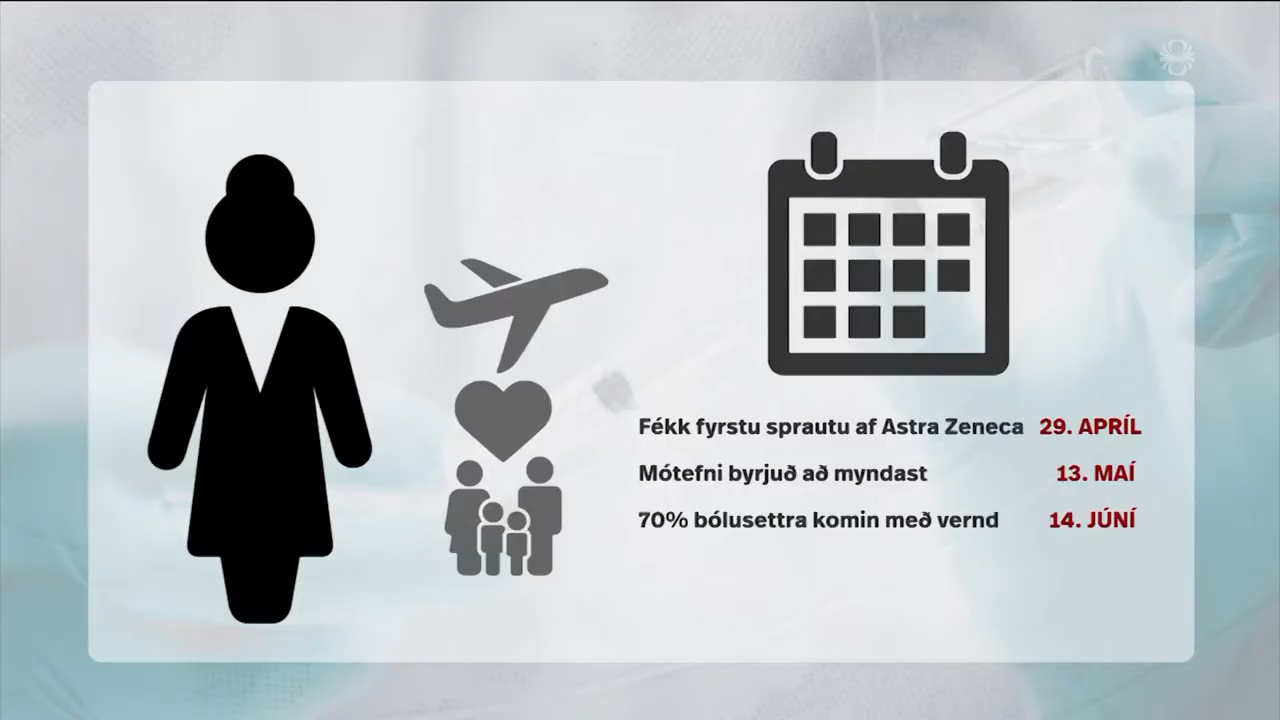 Fékk fyrstu sprautu af Astra Zeneca 29. APRÍL
Mótefni byrjuð að myndast 13. MAÍ
70% bólusettra komin með vernd 14. JÚNÍ